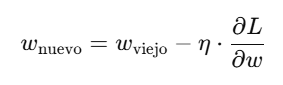 w_nuevo = w_viejo − η · ∂L/∂w